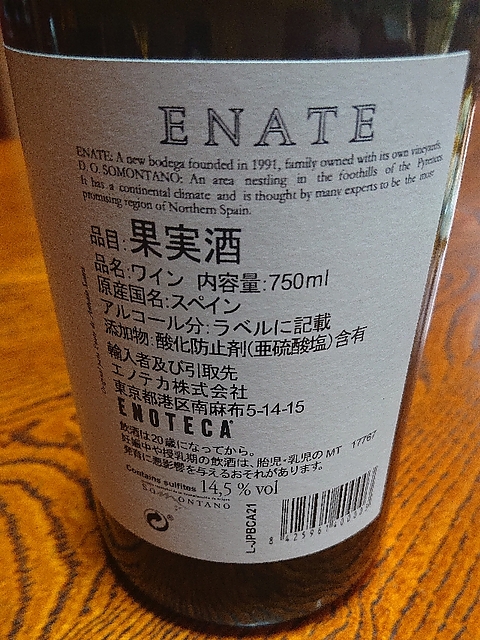 ENATE
ENATE: A new bodega founded in 1991, family owned with its own vineyards.
D.O. SOMONTANO: An area nestling in the foothills of the Pyrenees.
It has a continental climate and is thought by many experts to be the most
promising region of Northern Spain.
品目:果実酒
品名:ワイン 内容量:750ml
原産国名:スペイン
アルコール分:ラベルに記載
添加物:酸化防止剤(亜硫酸塩)含有
輸入者及び引取先
エノテカ株式会社
東京都港区南麻布5-14-15
ENOTECA
飲酒は20歳になってから。
妊娠中や授乳期の飲酒は、胎児・乳児の
発育に悪影響を与えるおそれがあります。
MT 17767
Contains sulfites 14,5 % vol
SOMONTANO
L-JPBCA21